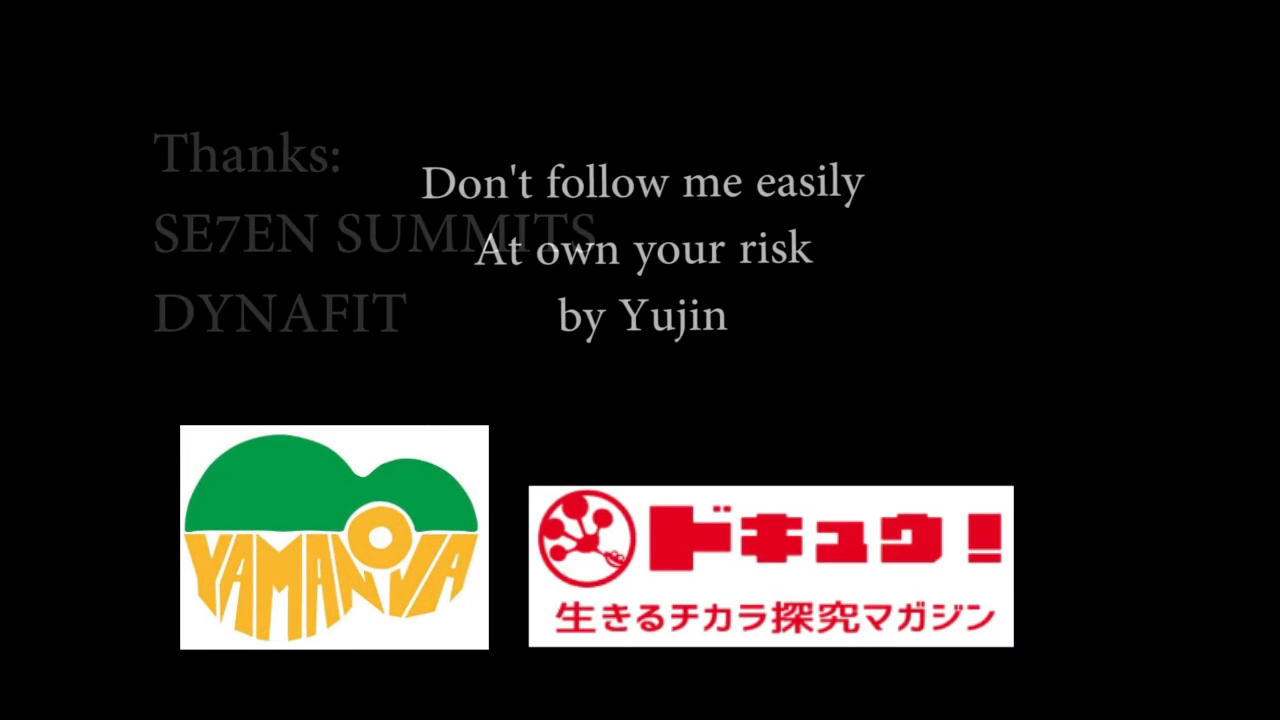 Thanks:
SE7EN SUMMITS
DYNAFIT
Don't follow me easily
At own your risk
by Yujin
YAMANOVA
ドキュウ!
生きるチカラ探究マガジン